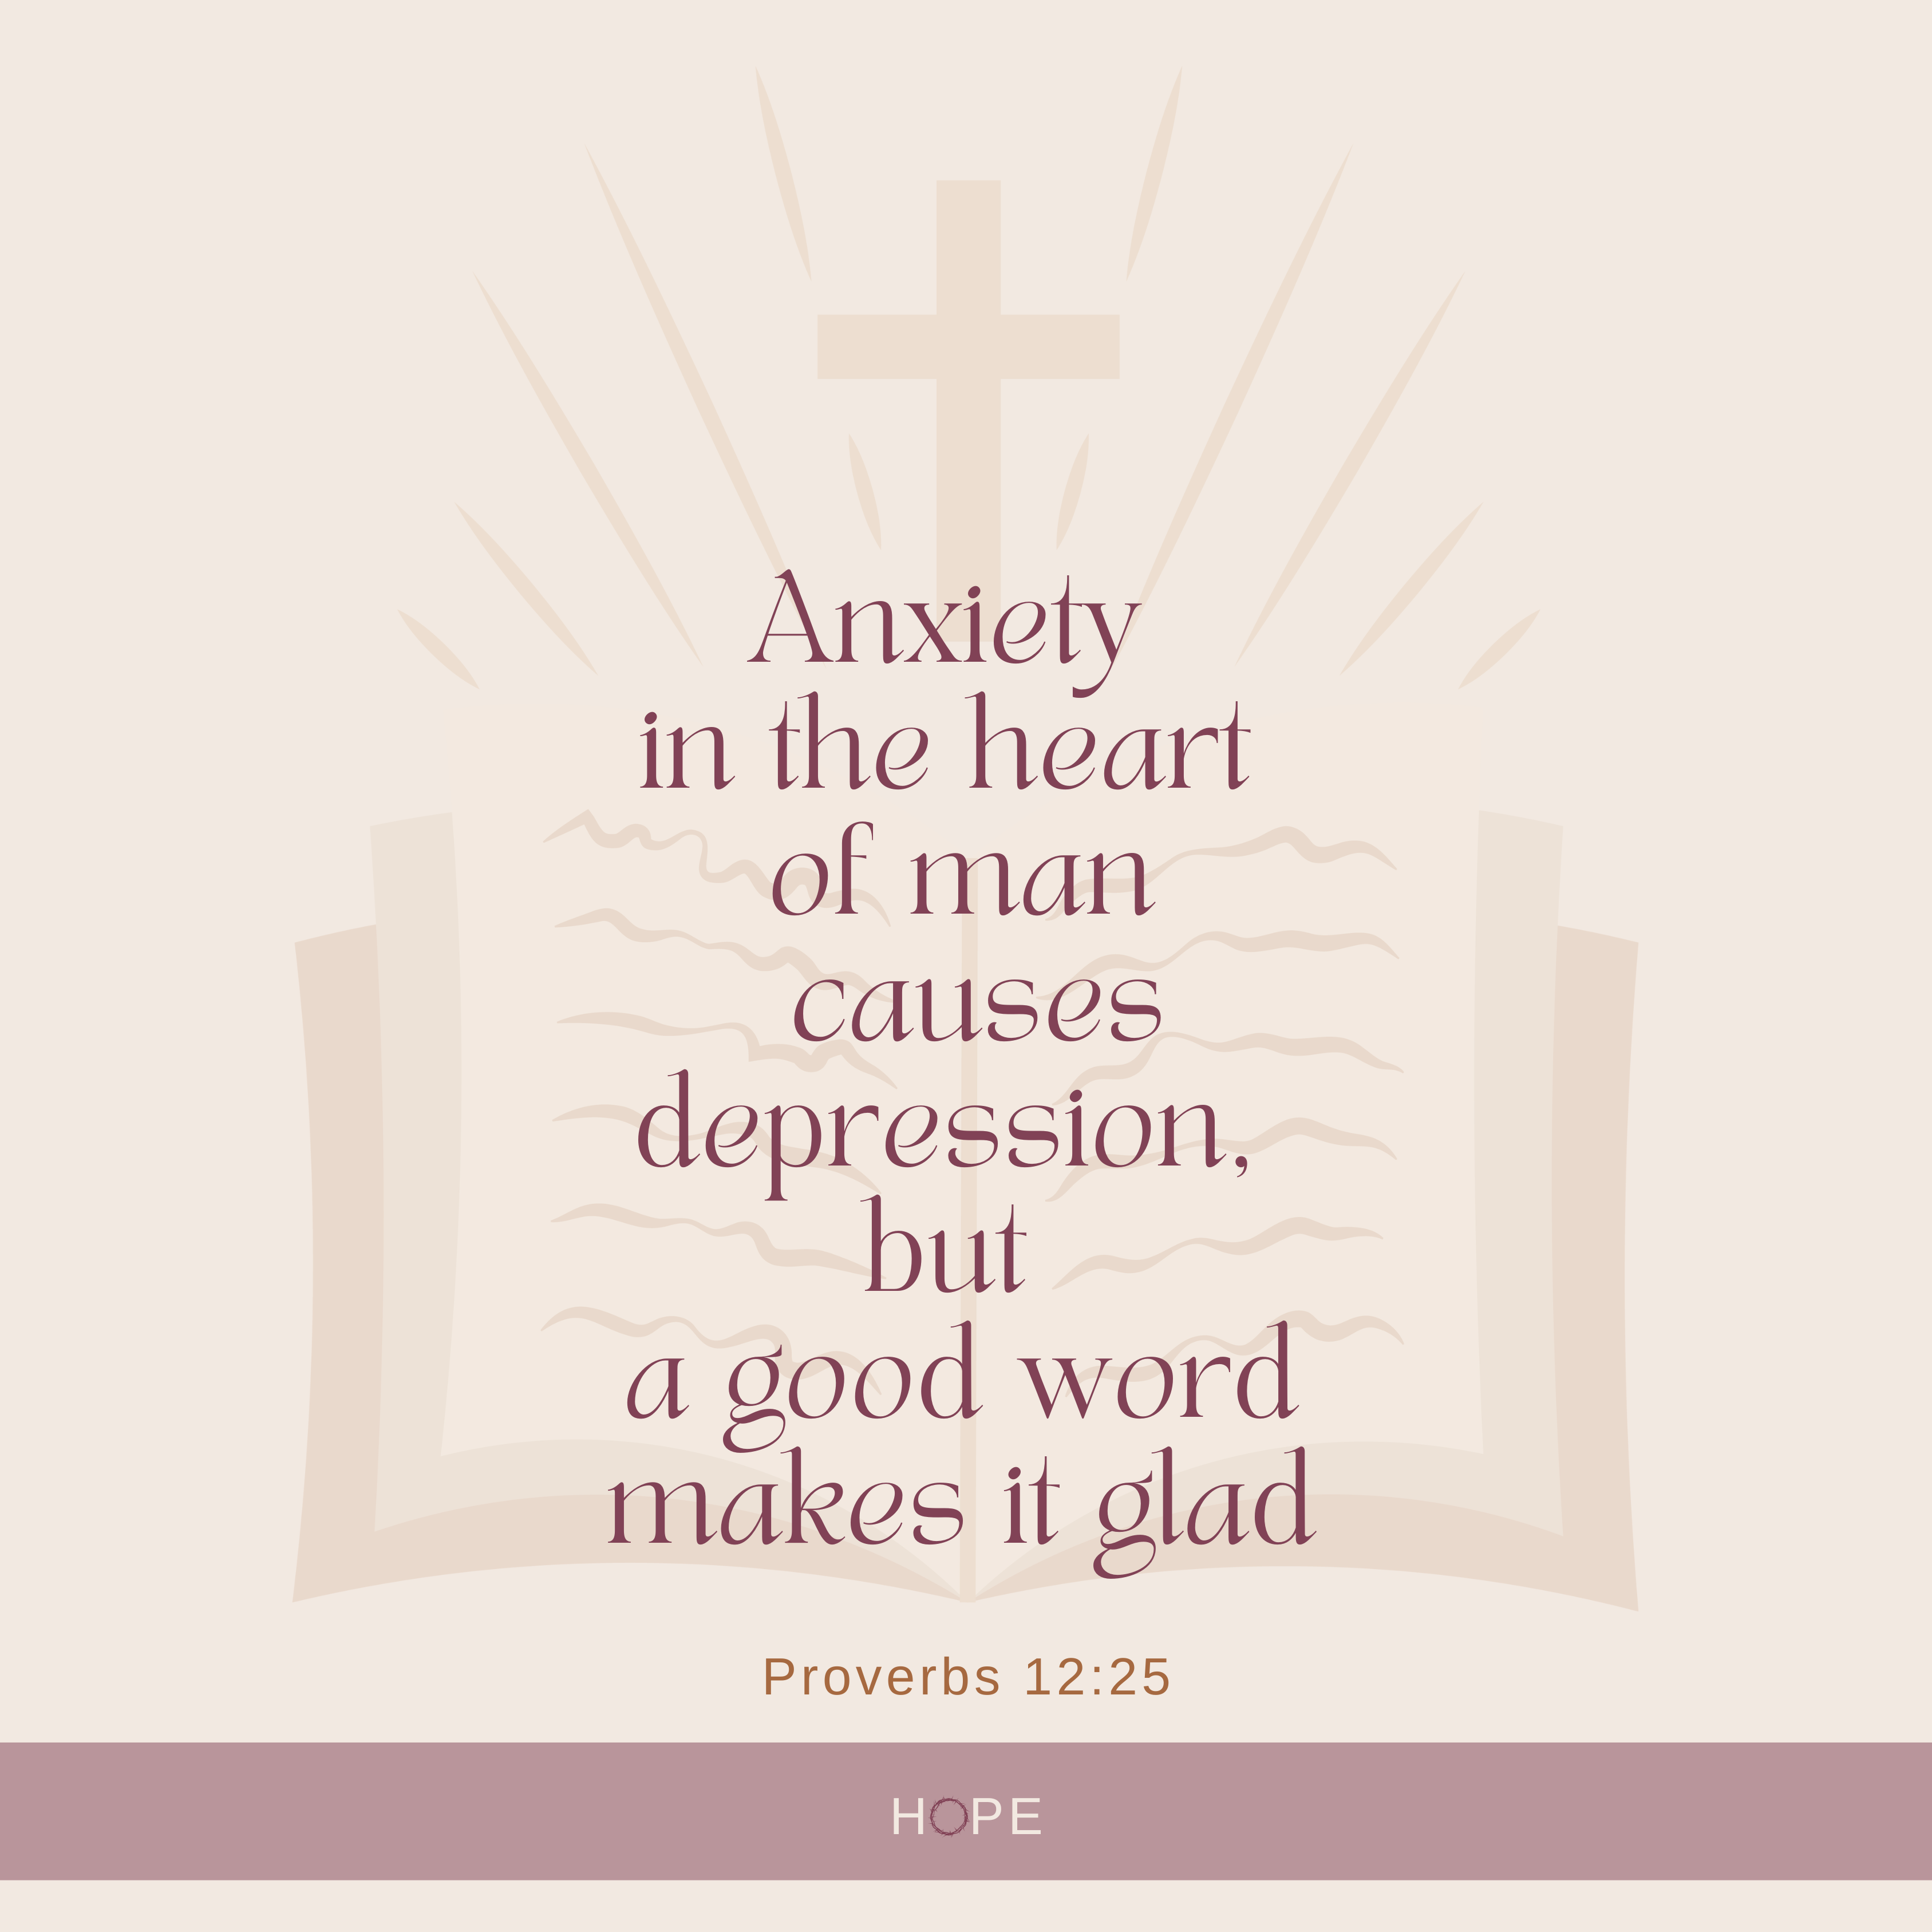 Anxiety
in the heart
of man
causes
depression,
but
a good word
makes it glad
Proverbs 12:25
HOPE